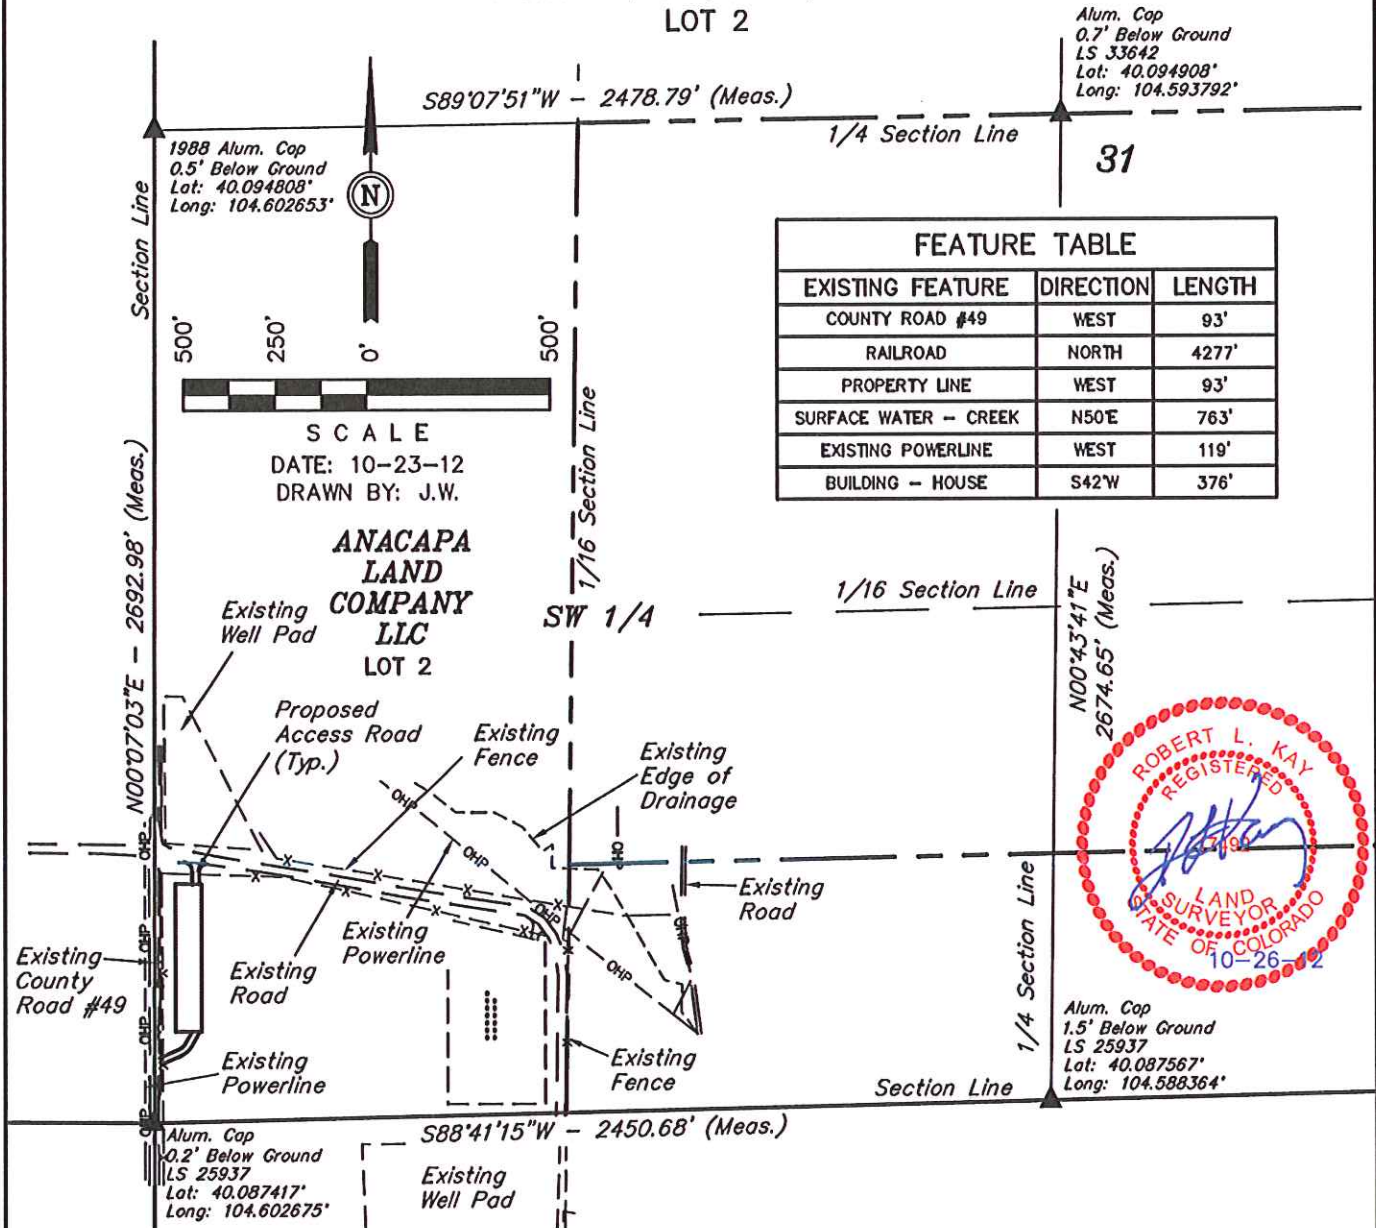 LOT 2
Alum. Cap
0.7' Below Ground
LS 33642
Lat: 40.094908°
Long: 104.593792°
S89°07'51"W - 2478.79' (Meas.)
1/4 Section Line
31
1988 Alum. Cap
0.5' Below Ground
Lat: 40.094808°
Long: 104.602653°
N
Section Line
FEATURE TABLE
EXISTING FEATURE DIRECTION LENGTH
COUNTY ROAD #49 WEST 93'
RAILROAD NORTH 4277'
PROPERTY LINE WEST 93'
SURFACE WATER - CREEK N50°E 763'
EXISTING POWERLINE WEST 119'
BUILDING - HOUSE S42°W 376'
500' 250' 0' 500'
SCALE
DATE: 10-23-12
DRAWN BY: J.W.
1/16 Section Line
N00°07'03"E - 2692.98' (Meas.)
ANACAPA
LAND
COMPANY
LLC
LOT 2
SW 1/4
1/16 Section Line
N00°43'41"E
2674.65' (Meas.)
Existing
Well Pad
Proposed
Access Road
(Typ.)
Existing
Fence
Existing
Edge of
Drainage
OHP
OHP
OHP
OHP
OHP
OHP
OHP
OHP
OHP
OHP
Existing
Road
Existing
Powerline
Existing
Road
Existing
County
Road #49
Existing
Powerline
Existing
Fence
ROBERT L. KAY
REGISTERED
LAND
SURVEYOR
STATE OF COLORADO
10-26-12
1/4 Section Line
Alum. Cap
1.5' Below Ground
LS 25937
Lat: 40.087567°
Long: 104.588364°
Section Line
S88°41'15"W - 2450.68' (Meas.)
Alum. Cap
0.2' Below Ground
LS 25937
Lat: 40.087417°
Long: 104.602675°
Existing
Well Pad